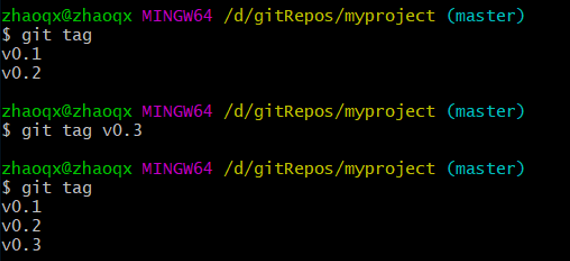 zhaoqx@zhaoqx MINGW64 /d/gitRepos/myproject (master)
$ git tag
v0.1
v0.2
zhaoqx@zhaoqx MINGW64 /d/gitRepos/myproject (master)
$ git tag v0.3
zhaoqx@zhaoqx MINGW64 /d/gitRepos/myproject (master)
$ git tag
v0.1
v0.2
v0.3